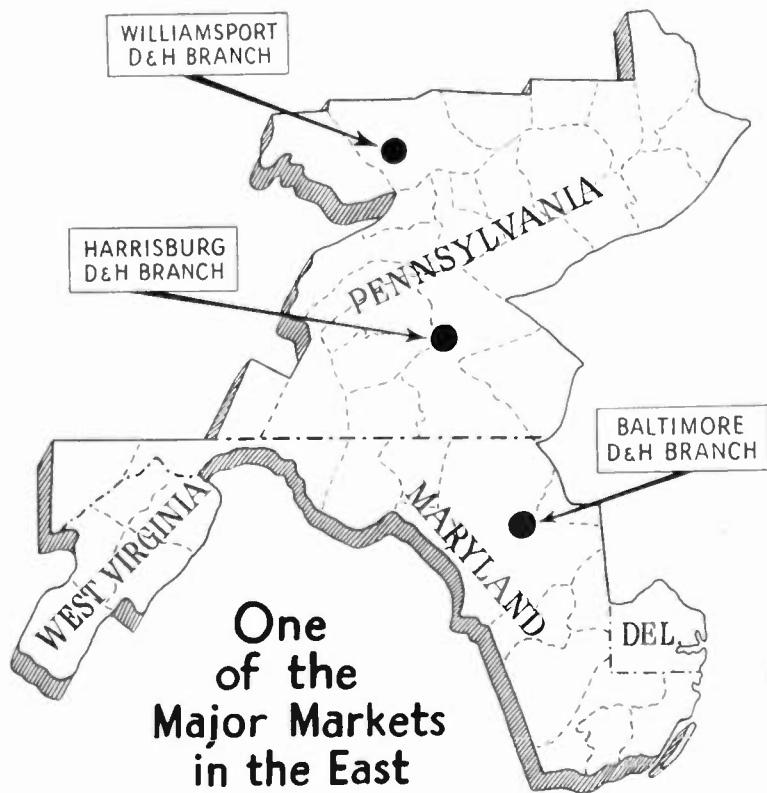 WILLIAMSPORT
D&H BRANCH
PENNSYLVANIA
HARRISBURG
D&H BRANCH
BALTIMORE
D&H BRANCH
WEST VIRGINIA
MARYLAND
DEL.
One
of the
Major Markets
in the East